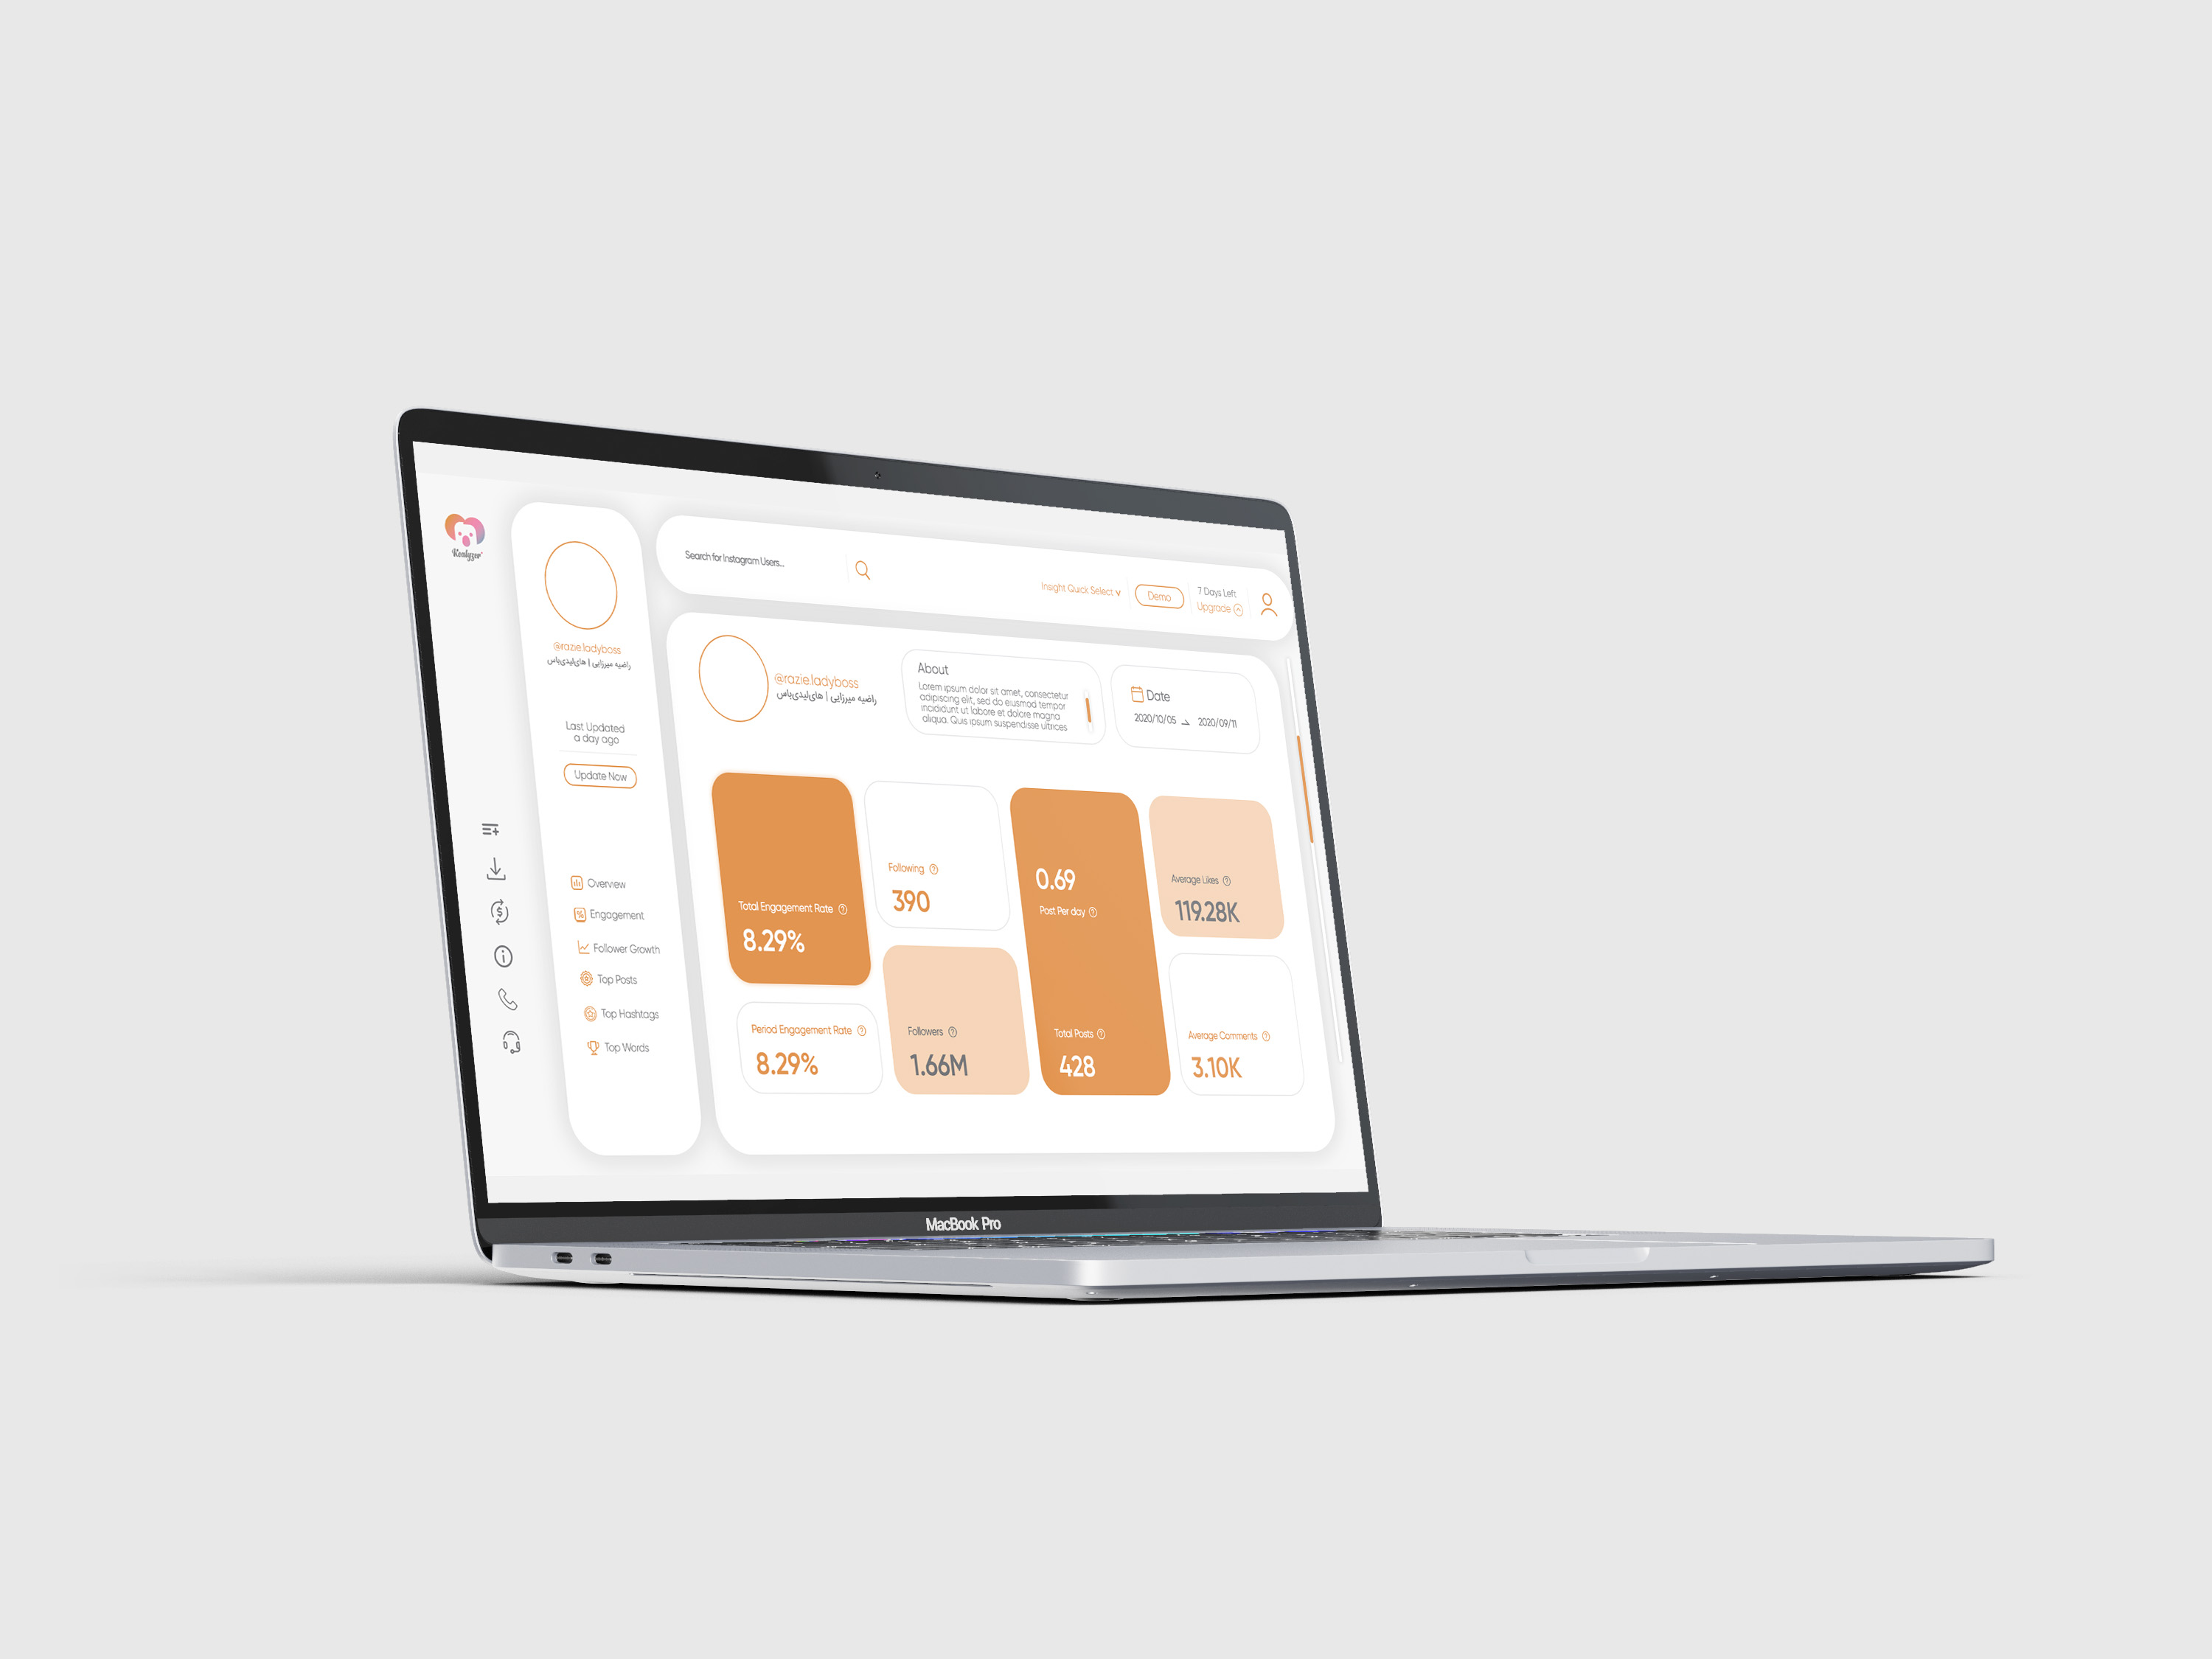 Koalyzer
@razie.ladyboss
راضیه میرزایی | های‌لیدی‌باس
Last Updated
a day ago
Update Now
Overview
Engagement
Follower Growth
Top Posts
Top Hashtags
Top Words
Search for Instagram Users...
Insight Quick Select
Demo
7 Days Left
Upgrade
@razie.ladyboss
راضیه میرزایی | های‌لیدی‌باس
About
Lorem ipsum dolor sit amet, consectetur
adipiscing elit, sed do eiusmod tempor
incididunt ut labore et dolore magna
aliqua. Quis ipsum suspendisse ultrices
Date
2020/10/05 → 2020/09/11
Total Engagement Rate
8.29%
Period Engagement Rate
8.29%
Following
390
Followers
1.66M
0.69
Post Per day
Total Posts
428
Average Likes
119.28K
Average Comments
3.10K
MacBook Pro